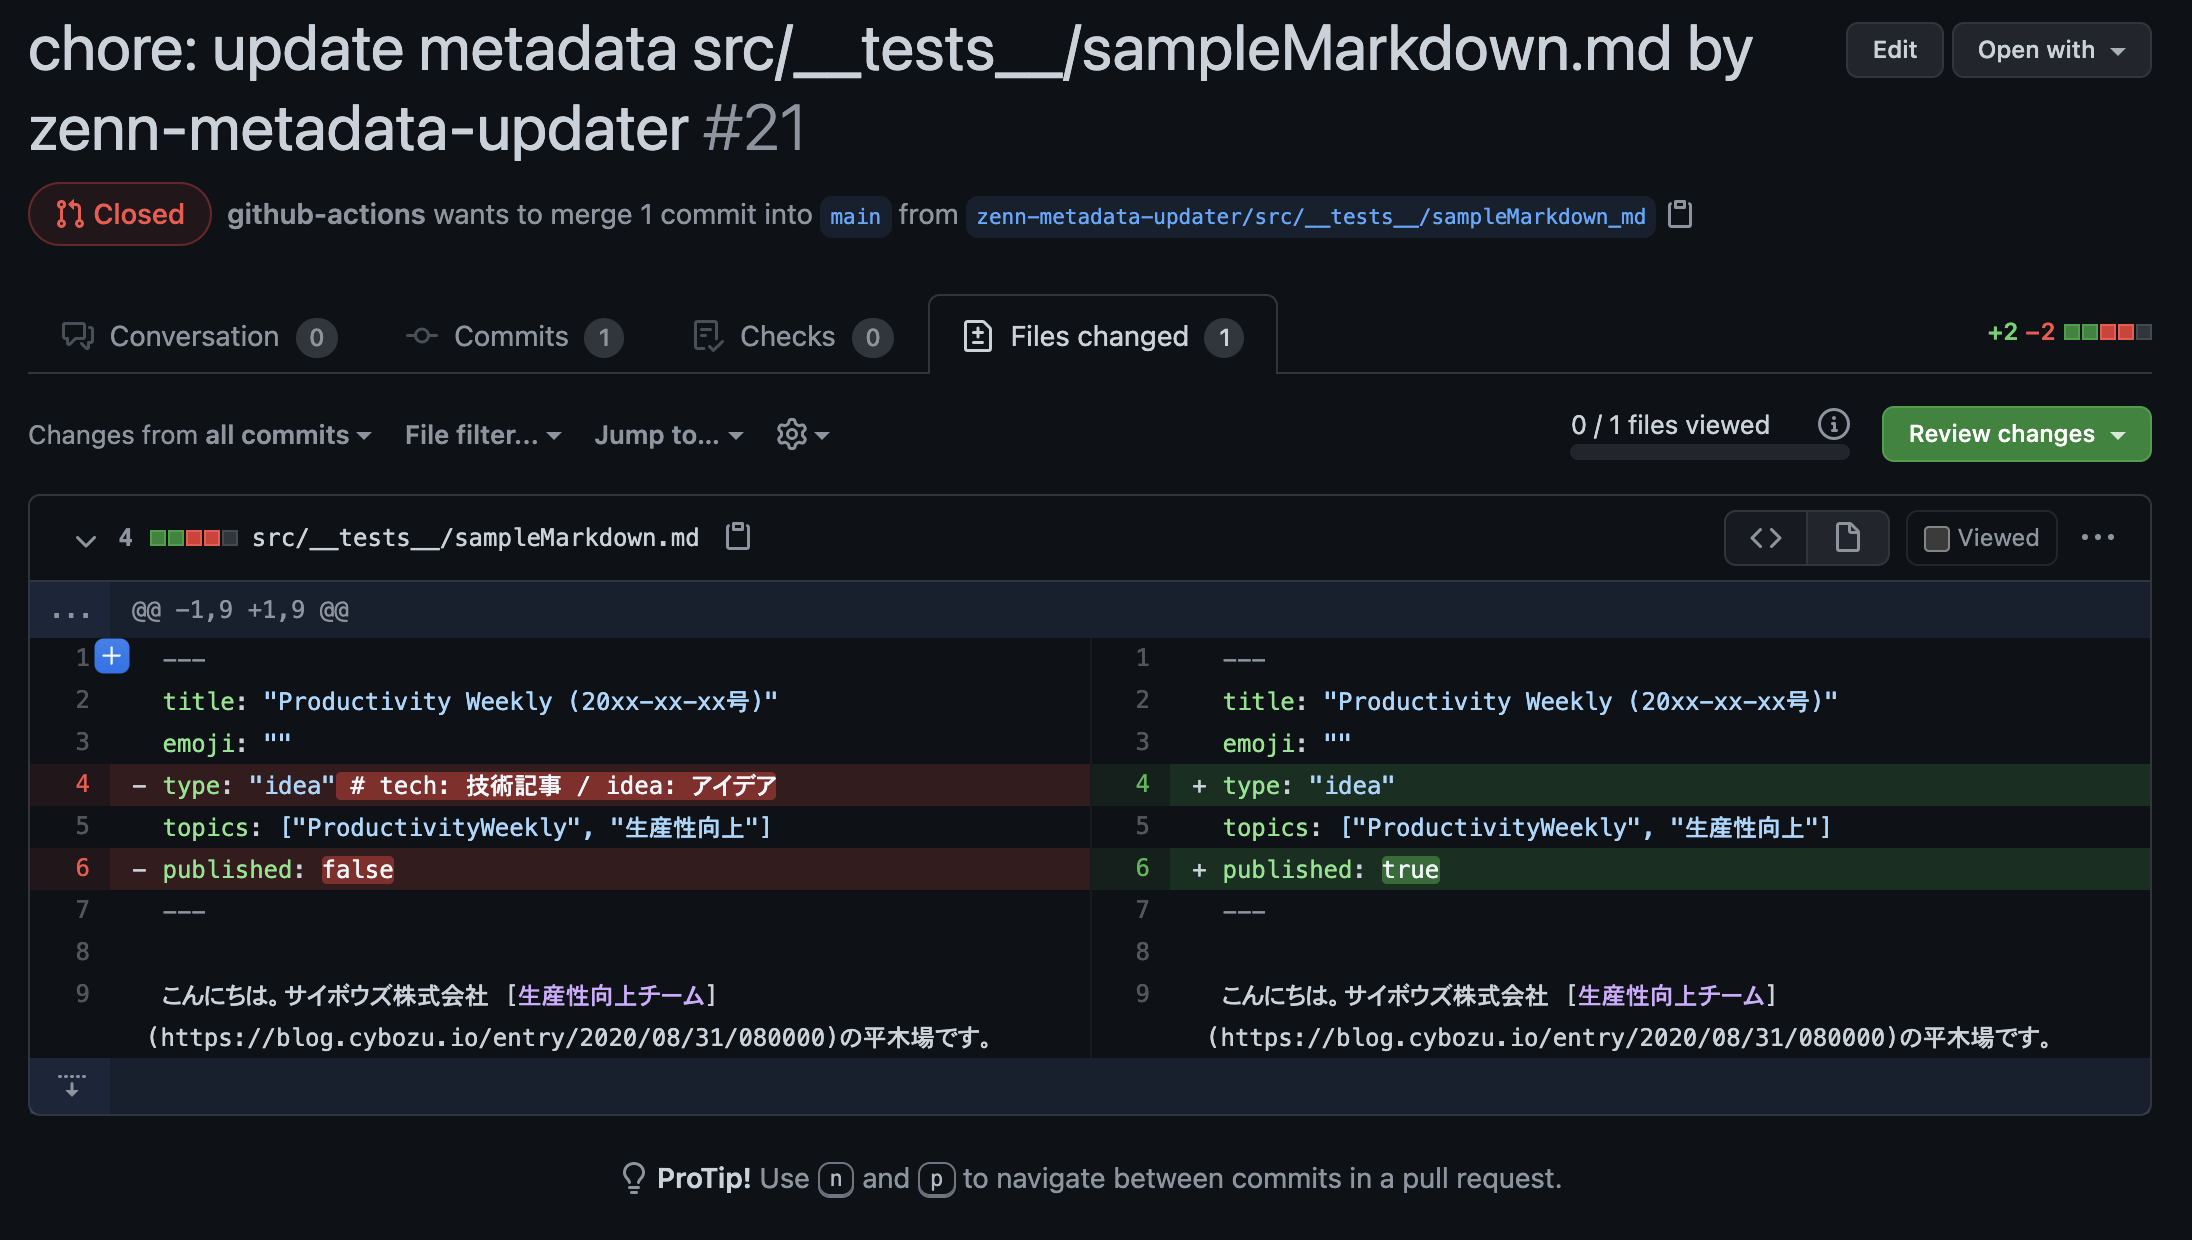 chore: update metadata src/__tests__/sampleMarkdown.md by
zenn-metadata-updater #21
Edit
Open with
Closed
github-actions wants to merge 1 commit into main from zenn-metadata-updater/src/__tests__/sampleMarkdown_md
Conversation 0
Commits 1
Checks 0
Files changed 1
+2 −2
Changes from all commits
File filter...
Jump to...
0 / 1 files viewed
Review changes
4 src/__tests__/sampleMarkdown.md
Viewed
...
... @@ -1,9 +1,9 @@
1 + ---
2 title: "Productivity Weekly (20xx-xx-xx号)"
3 emoji: ""
4 - type: "idea" # tech: 技術記事 / idea: アイデア
5 topics: ["ProductivityWeekly", "生産性向上"]
6 - published: false
7 ---
8
9 こんにちは。サイボウズ株式会社 [生産性向上チーム]
(https://blog.cybozu.io/entry/2020/08/31/080000)の平木場です。
1 ---
2 title: "Productivity Weekly (20xx-xx-xx号)"
3 emoji: ""
4 + type: "idea"
5 topics: ["ProductivityWeekly", "生産性向上"]
6 + published: true
7 ---
8
9 こんにちは。サイボウズ株式会社 [生産性向上チーム]
(https://blog.cybozu.io/entry/2020/08/31/080000)の平木場です。
ProTip! Use n and p to navigate between commits in a pull request.